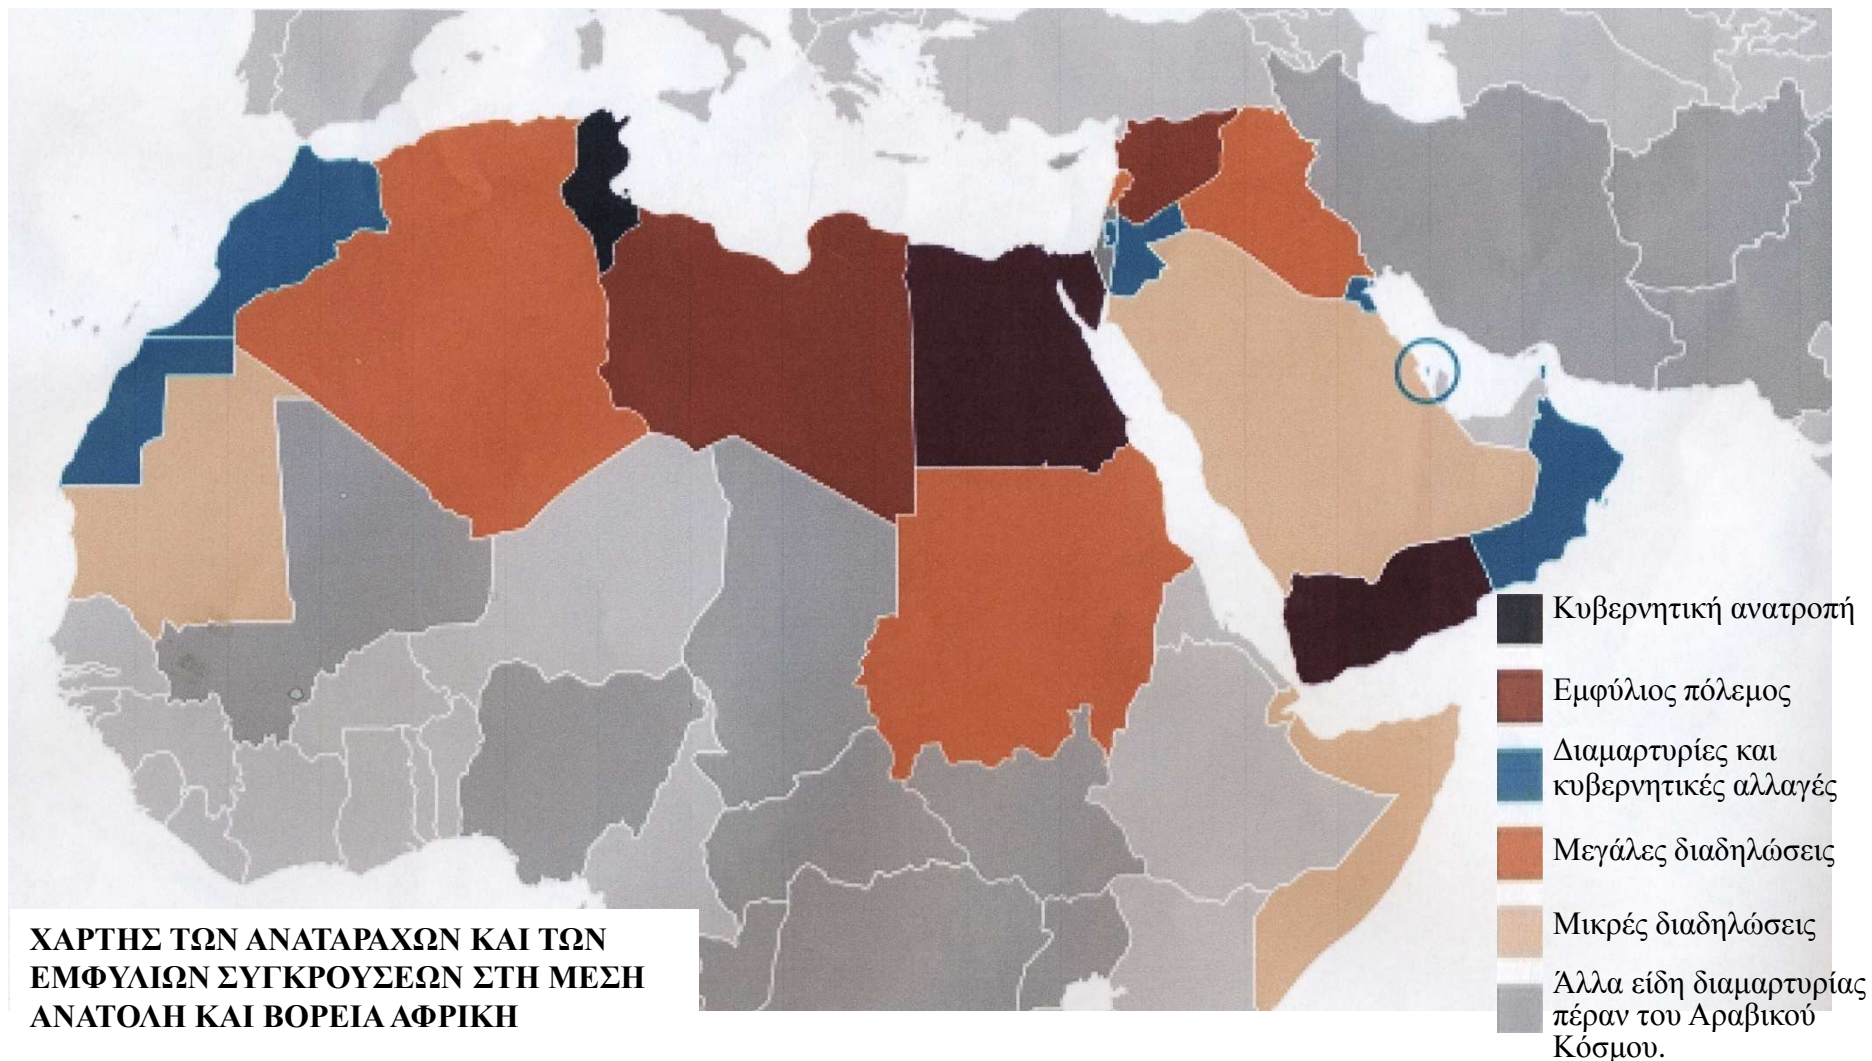 Κυβερνητική ανατροπή
Εμφύλιος πόλεμος
Διαμαρτυρίες και
κυβερνητικές αλλαγές
Μεγάλες διαδηλώσεις
Μικρές διαδηλώσεις
Άλλα είδη διαμαρτυρίας
πέραν του Αραβικού
Κόσμου.
ΧΑΡΤΗΣ ΤΩΝ ΑΝΑΤΑΡΑΧΩΝ ΚΑΙ ΤΩΝ
ΕΜΦΥΛΙΩΝ ΣΥΓΚΡΟΥΣΕΩΝ ΣΤΗ ΜΕΣΗ
ΑΝΑΤΟΛΗ ΚΑΙ ΒΟΡΕΙΑ ΑΦΡΙΚΗ